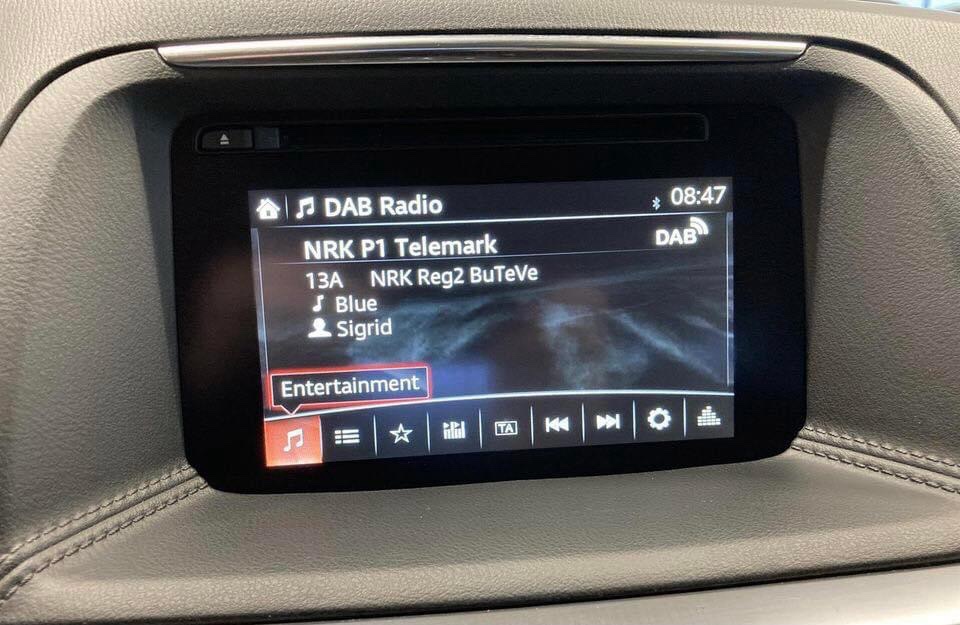 DAB Radio 08:47
NRK P1 Telemark DAB
13A NRK Reg2 BuTeVe
Blue
Sigrid
Entertainment
TA